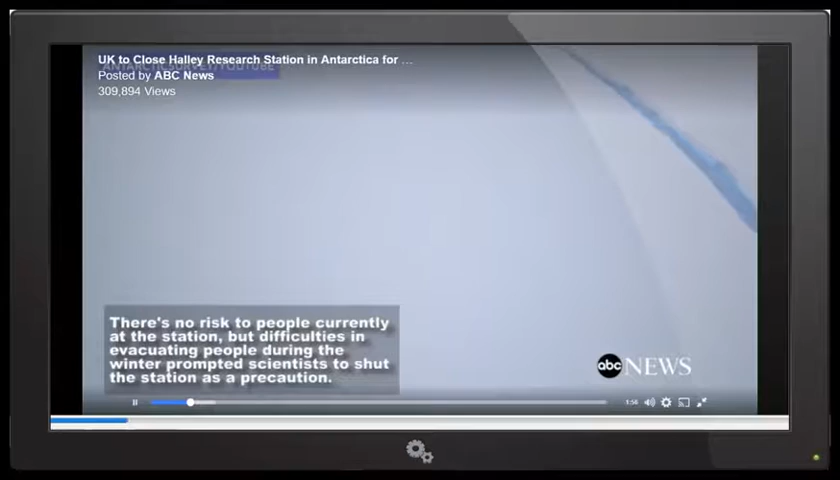 UK to Close Halley Research Station in Antarctica for ...
ANTARCTICSURVEY/YOUTUBE
Posted by ABC News
309,894 Views
There's no risk to people currently
at the station, but difficulties in
evacuating people during the
winter prompted scientists to shut
the station as a precaution.
abc NEWS
1:56